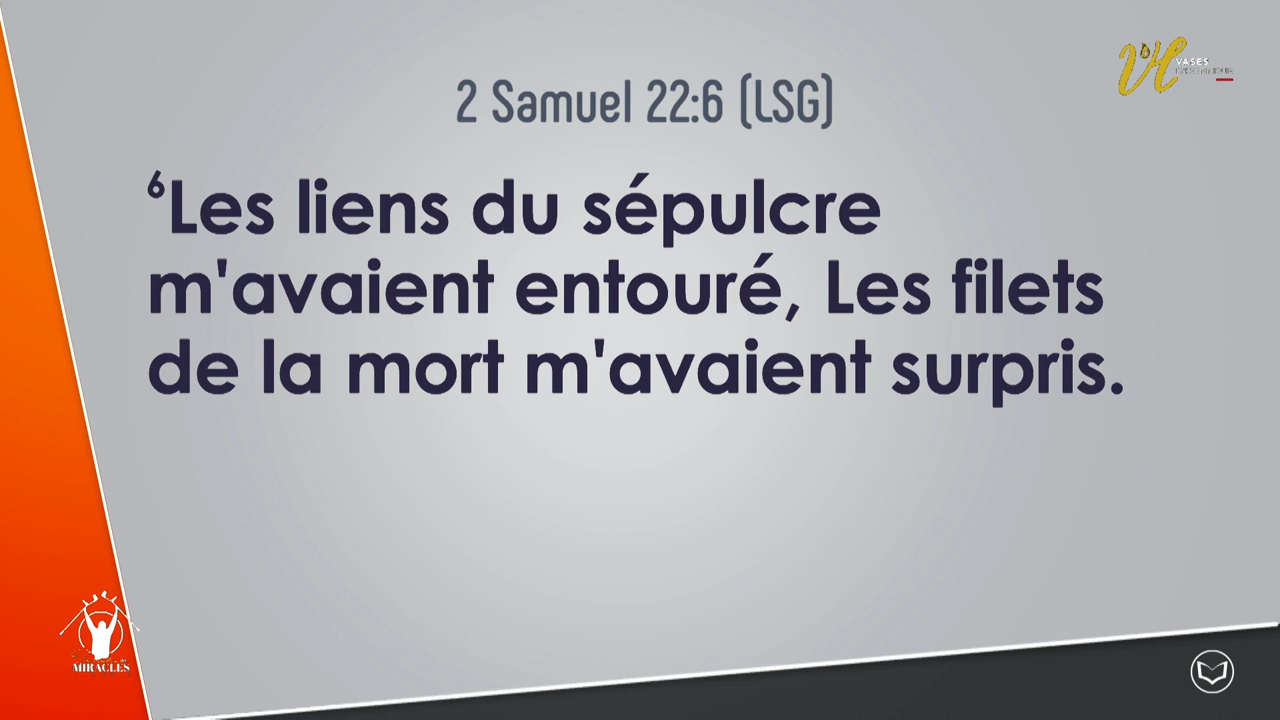 2 Samuel 22:6 (LSG)
⁶Les liens du sépulcre
m'avaient entouré, Les filets
de la mort m'avaient surpris.
VASES
MIRACLES